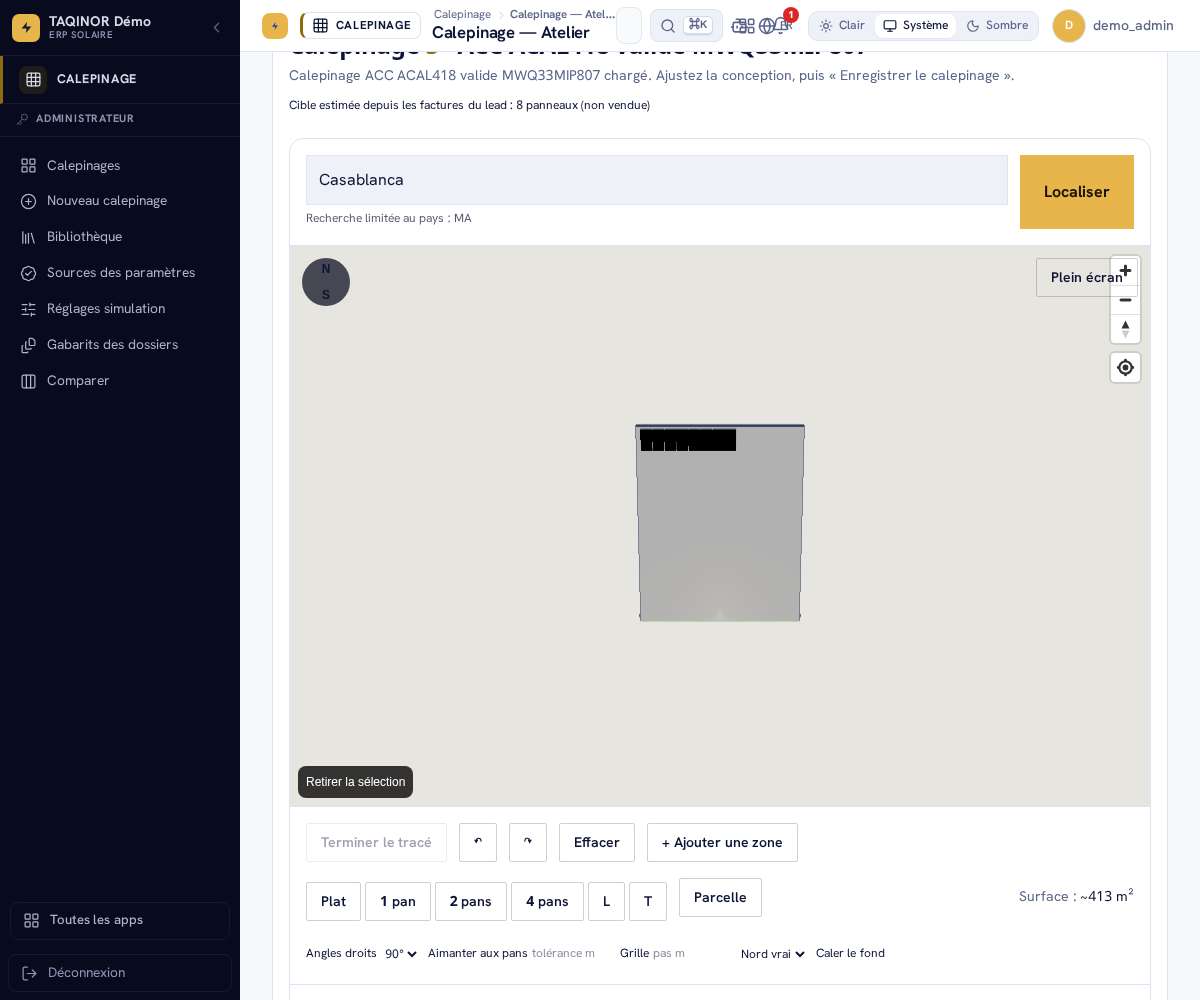 TAQINOR Démo
ERP SOLAIRE
CALEPINAGE
ADMINISTRATEUR
Calepinages
Nouveau calepinage
Bibliothèque
Sources des paramètres
Réglages simulation
Gabarits des dossiers
Comparer
Toutes les apps
Déconnexion
CALEPINAGE
Calepinage
Calepinage — Atel...
Calepinage — Atelier
⌘K
1
Clair
Système
Sombre
D
demo_admin
Calepinage ACC ACAL418 valide MWQ33MIP807 chargé. Ajustez la conception, puis « Enregistrer le calepinage ».
Cible estimée depuis les factures du lead : 8 panneaux (non vendue)
Casablanca
Localiser
Recherche limitée au pays : MA
N
S
Plein écran
Retirer la sélection
Terminer le tracé
↶
↷
Effacer
+ Ajouter une zone
Plat
1 pan
2 pans
4 pans
L
T
Parcelle
Surface : ~413 m²
Angles droits 90° Aimanter aux pans tolérance m Grille pas m Nord vrai Caler le fond